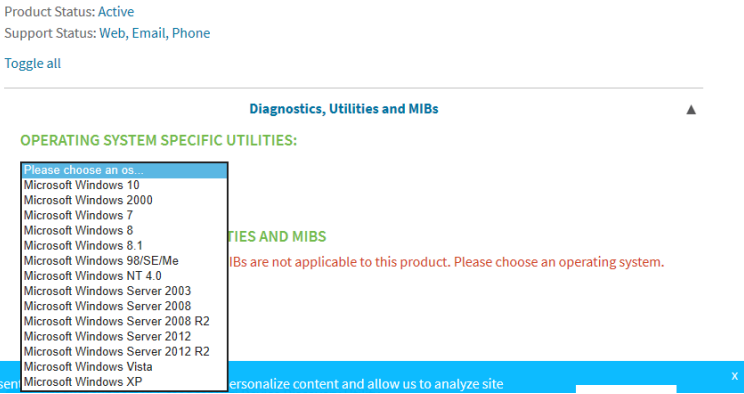 Product Status: Active
Support Status: Web, Email, Phone
Toggle all
Diagnostics, Utilities and MIBs ▲
OPERATING SYSTEM SPECIFIC UTILITIES:
Please choose an os...
Microsoft Windows 10
Microsoft Windows 2000
Microsoft Windows 7
Microsoft Windows 8
Microsoft Windows 8.1
Microsoft Windows 98/SE/Me
Microsoft Windows NT 4.0
Microsoft Windows Server 2003
Microsoft Windows Server 2008
Microsoft Windows Server 2008 R2
Microsoft Windows Server 2012
Microsoft Windows Server 2012 R2
Microsoft Windows Vista
Microsoft Windows XP
TIES AND MIBS
IBs are not applicable to this product. Please choose an operating system.
x
ersonalize content and allow us to analyze site